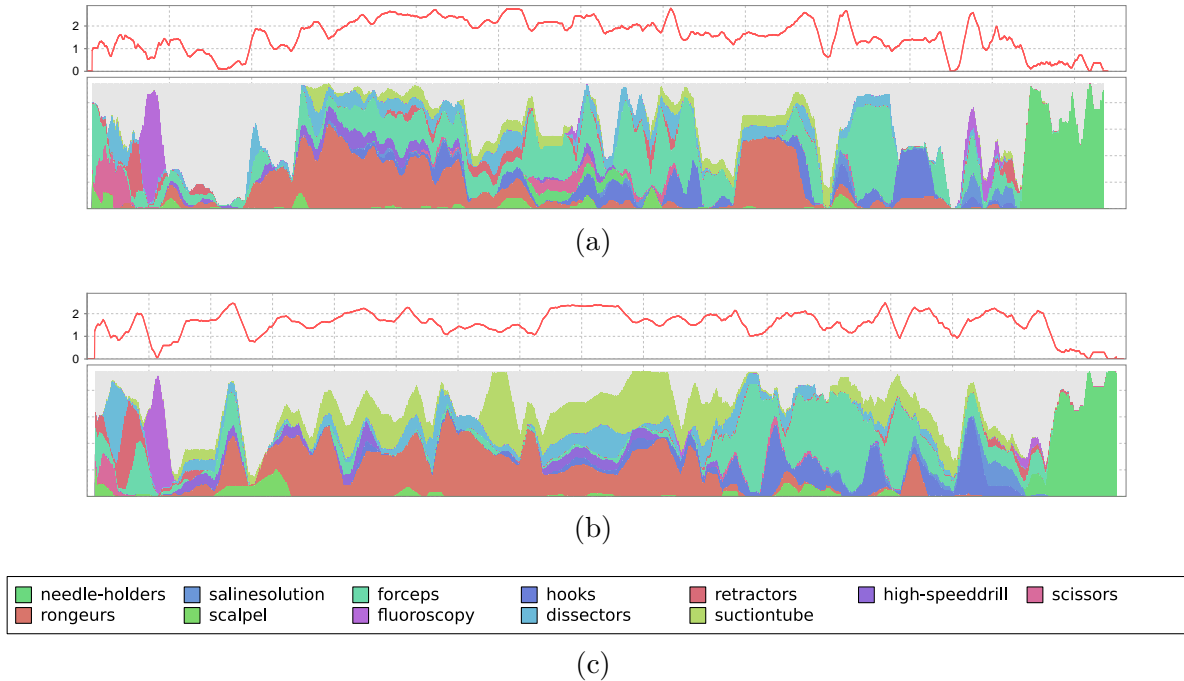 2
1
0
(a)
2
1
0
(b)
needle-holders salinesolution forceps hooks retractors high-speeddrill scissors
rongeurs scalpel fluoroscopy dissectors suctiontube
(c)